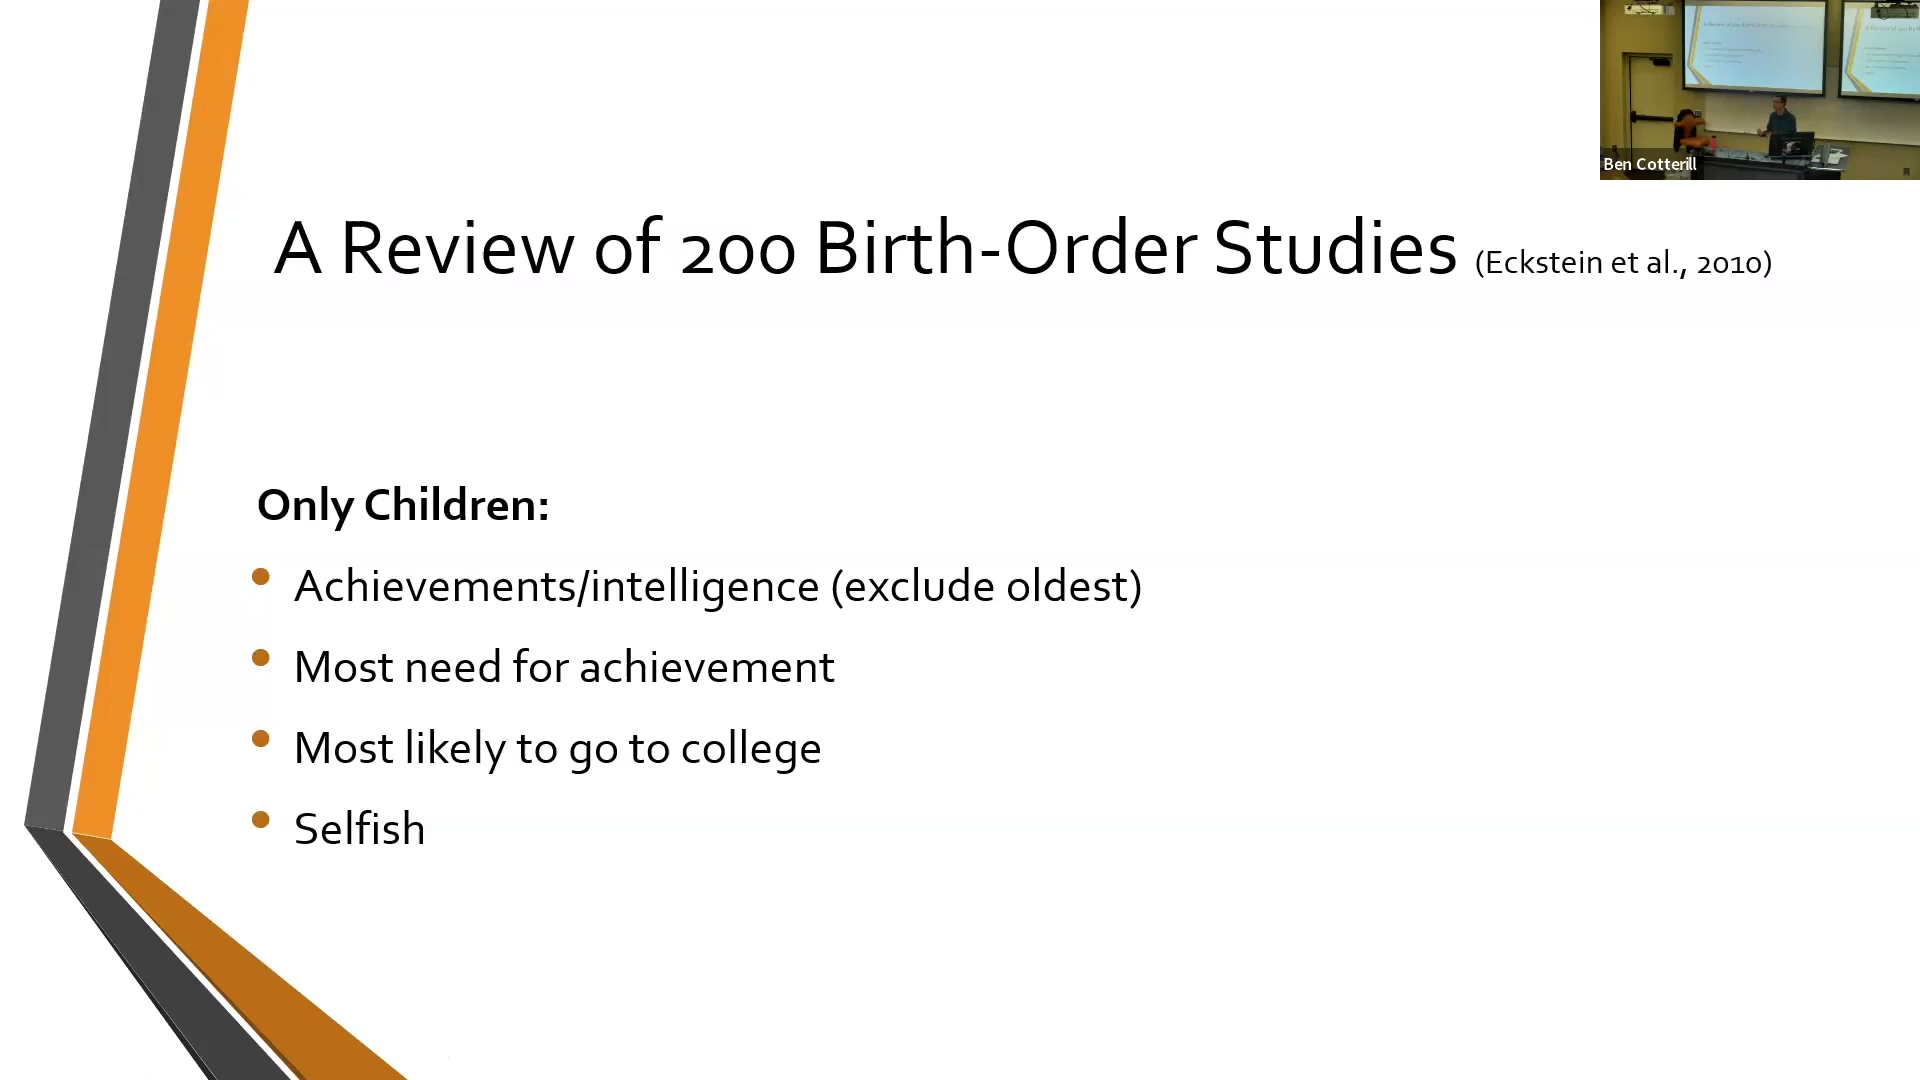 A Review of 200 Birth-Order Studies (Eckstein et al., 2010)
Ben Cotterill
Only Children:
Achievements/intelligence (exclude oldest)
Most need for achievement
Most likely to go to college
Selfish